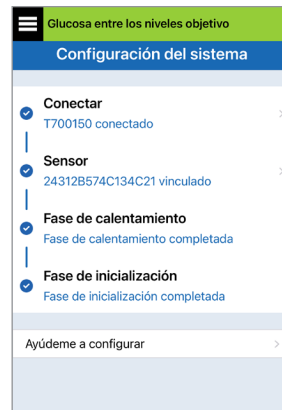 Glucosa entre los niveles objetivo
Configuración del sistema
Conectar
T700150 conectado
Sensor
24312B574C134C21 vinculado
Fase de calentamiento
Fase de calentamiento completada
Fase de inicialización
Fase de inicialización completada
Ayúdeme a configurar